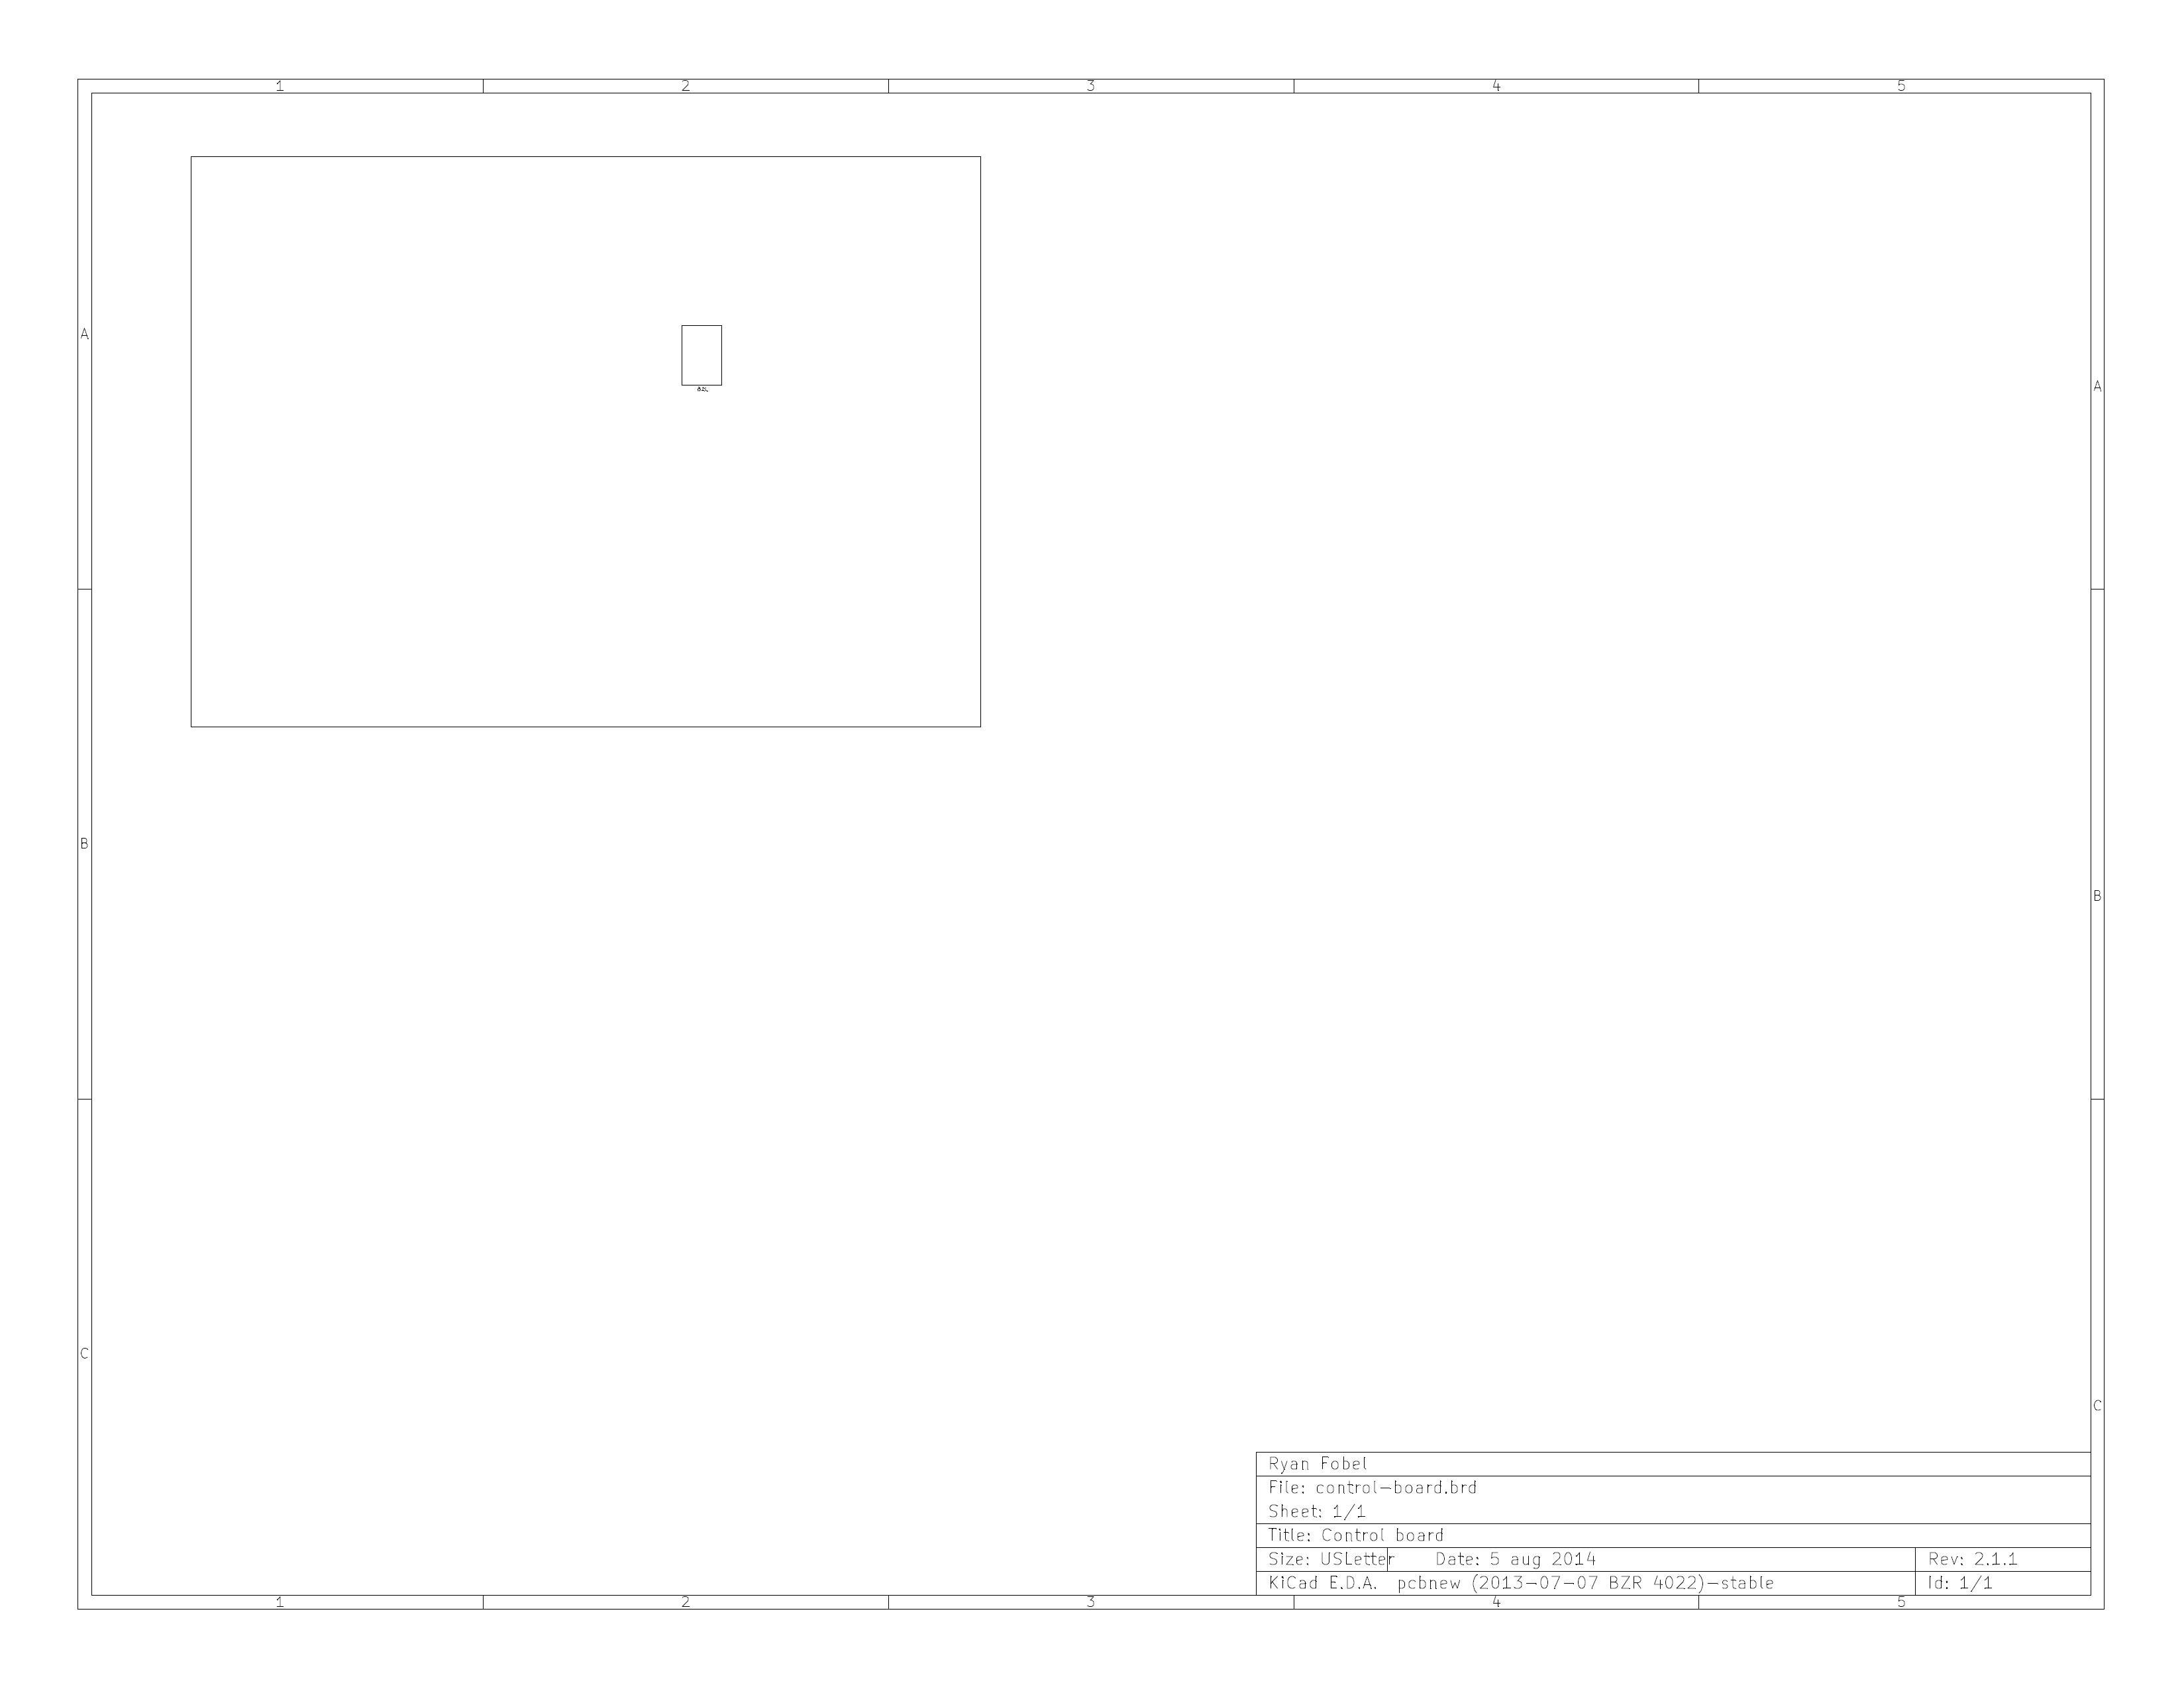 1 2 3 4 5
A A
B B
C C
Ryan Fobel
File: control-board.brd
Sheet: 1/1
Title: Control board
Size: USLetter Date: 5 aug 2014 Rev: 2.1.1
KiCad E.D.A. pcbnew (2013-07-07 BZR 4022)-stable Id: 1/1
1 2 3 4 5